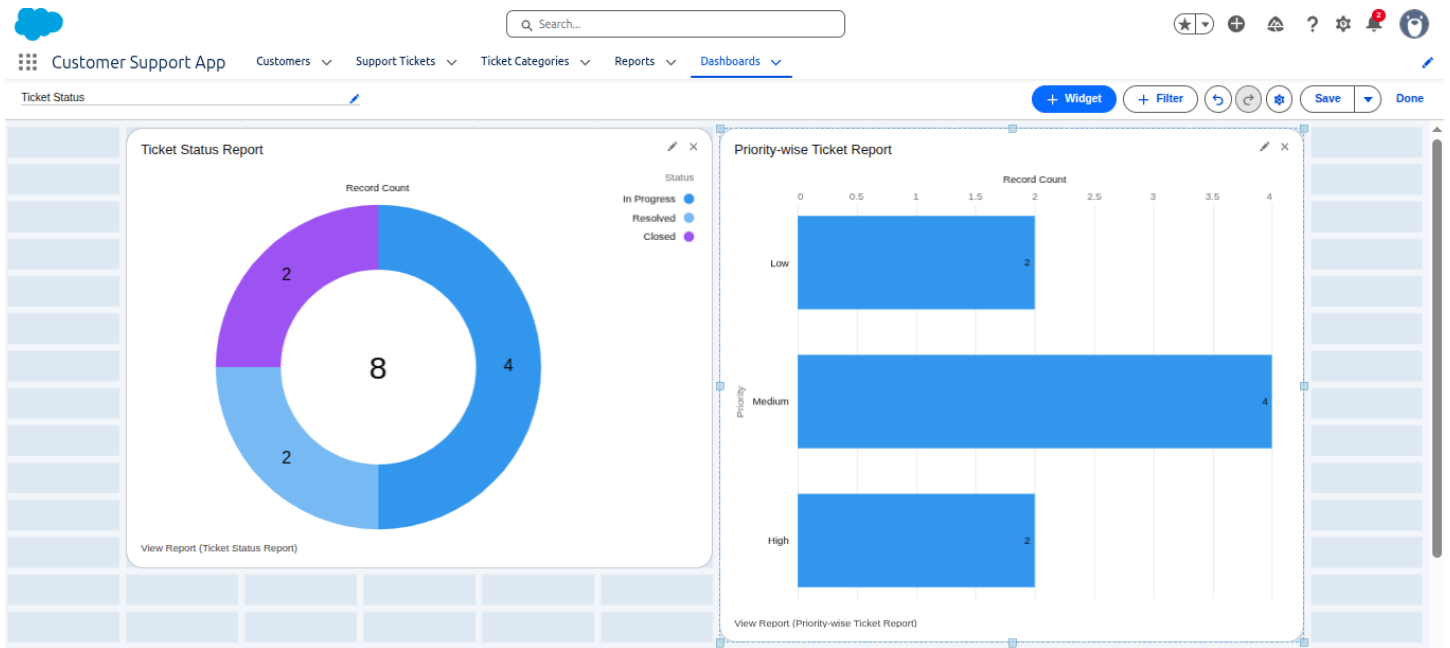 Search...
2
Customer Support App
Customers
Support Tickets
Ticket Categories
Reports
Dashboards
Ticket Status
+ Widget
+ Filter
Save
Done
Ticket Status Report
Record Count
Status
In Progress
Resolved
Closed
2
8
4
2
View Report (Ticket Status Report)
Priority-wise Ticket Report
Record Count
0 0.5 1 1.5 2 2.5 3 3.5 4
Low 2
Priority
Medium 4
High 2
View Report (Priority-wise Ticket Report)